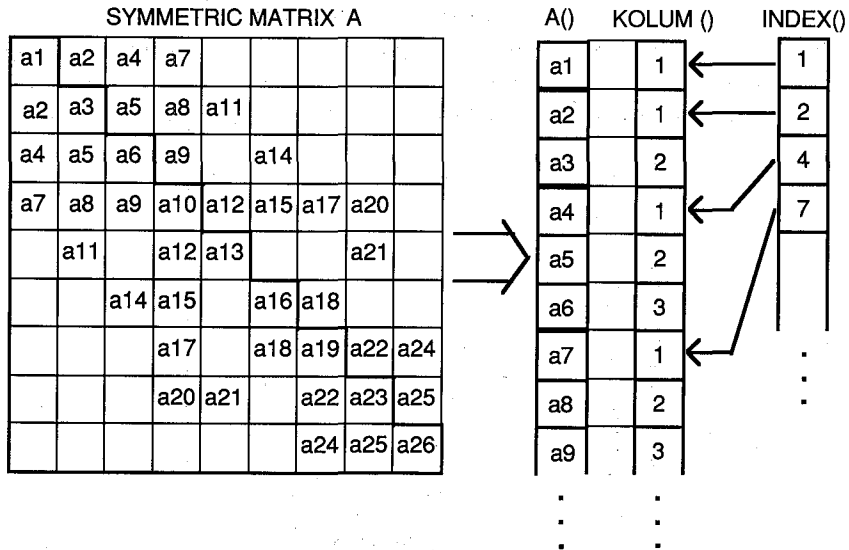 SYMMETRIC MATRIX A
A() KOLUM () INDEX()
a1 a2 a4 a7
a2 a3 a5 a8 a11
a4 a5 a6 a9 a14
a7 a8 a9 a10 a12 a15 a17 a20
a11 a12 a13 a21
a14 a15 a16 a18
a17 a18 a19 a22 a24
a20 a21 a22 a23 a25
a24 a25 a26
a1 1 1
a2 1 2
a3 2 4
a4 1 7
a5 2
a6 3
a7 1
a8 2
a9 3